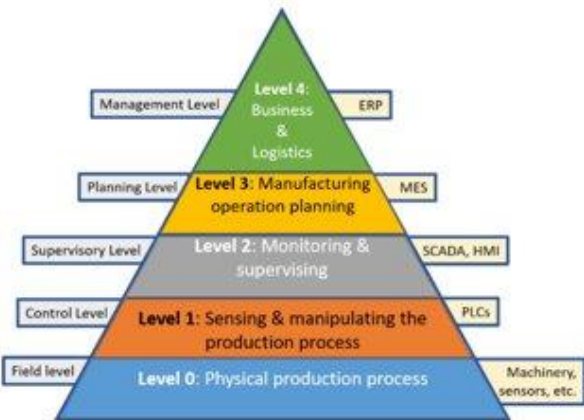 Level 4:
Business
&
Logistics
Management Level
ERP
Level 3: Manufacturing
operation planning
Planning Level
MES
Level 2: Monitoring &
supervising
Supervisory Level
SCADA, HMI
Level 1: Sensing & manipulating the
production process
Control Level
PLCs
Level 0: Physical production process
Field level
Machinery,
sensors, etc.